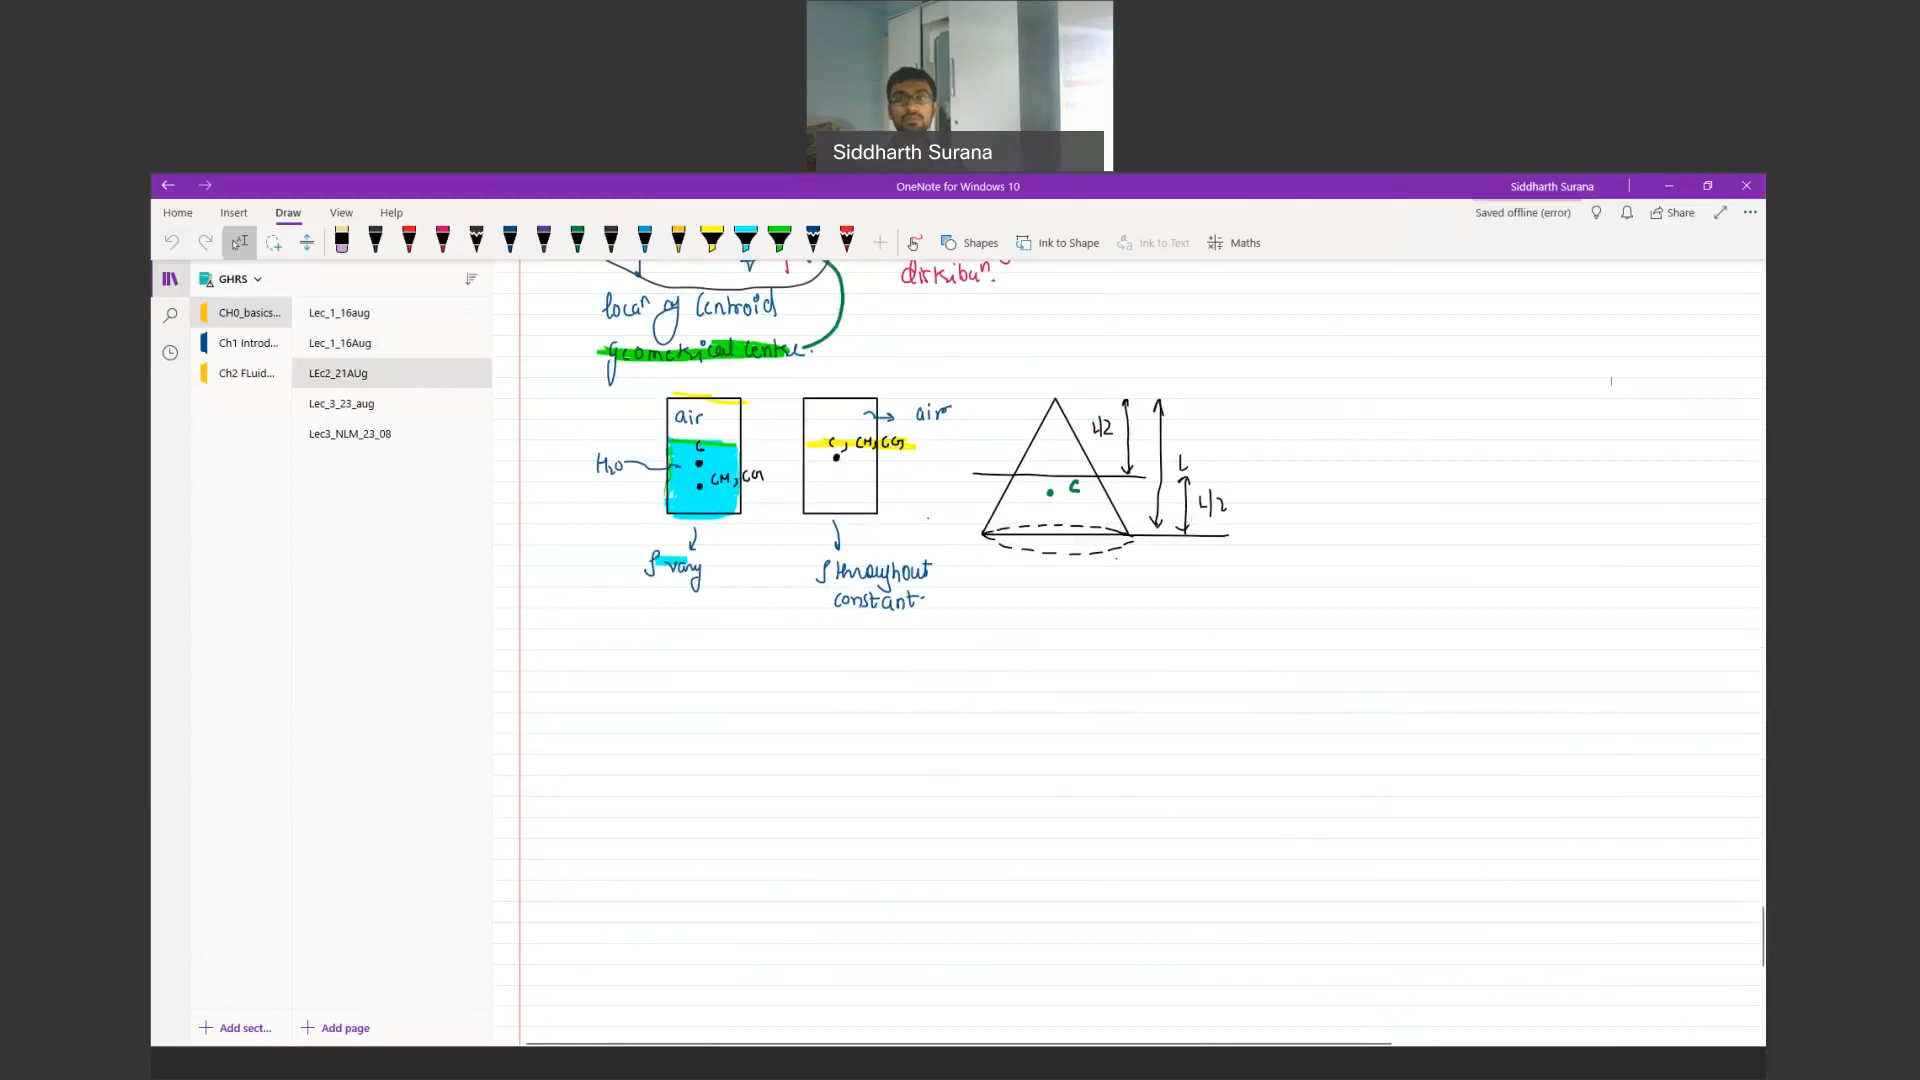 Siddharth Surana
OneNote for Windows 10
Siddharth Surana
Home Insert Draw View Help
Saved offline (error)
Share
Shapes
Ink to Shape
Ink to Text
Maths
GHRS
CH0_basics...
Ch1 Introd...
Ch2 FLuid...
Lec_1_16aug
Lec_1_16Aug
LEc2_21AUg
Lec_3_23_aug
Lec3_NLM_23_08
Add sect...
Add page
distribuⁿ.
locaⁿ of Centroid
geometrical centre.
air
H₂O
C
CM, CG
ρ vary
air
C, CM, CG
ρ throughout
constant.
L/2
L
L/2
C